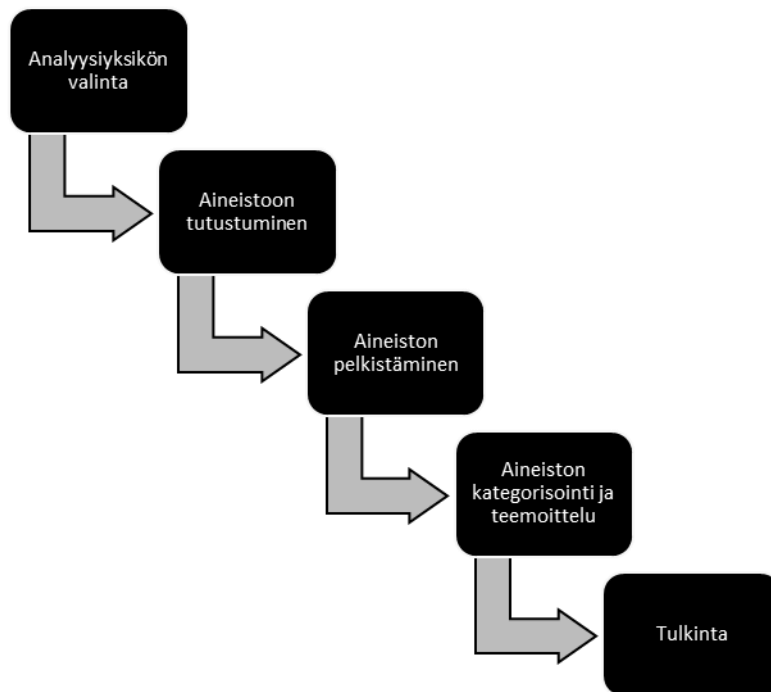 Analyysiyksikön
valinta
Aineistoon
tutustuminen
Aineiston
pelkistäminen
Aineiston
kategorisointi ja
teemoittelu
Tulkinta